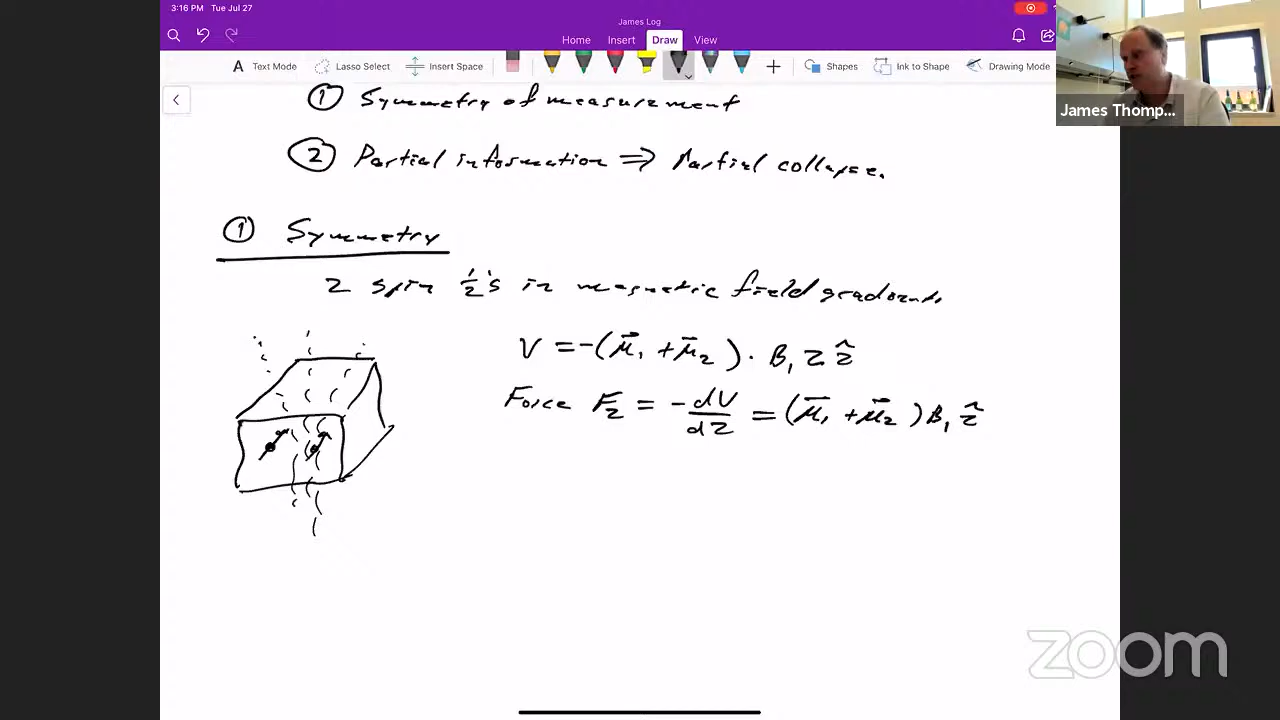 3:16 PM Tue Jul 27
James Log
Home Insert Draw View
Text Mode Lasso Select Insert Space Shapes Ink to Shape Drawing Mode
James Thomp...
① Symmetry of measurement
② Partial information ⇒ Partial collapse.
① Symmetry
2 spin 1/2's in magnetic field gradient.
V = -(μ⃗₁ + μ⃗₂) · B₁ z ẑ
Force F_z = -dV/dz = (μ⃗₁ + μ⃗₂) B₁ ẑ
zoom